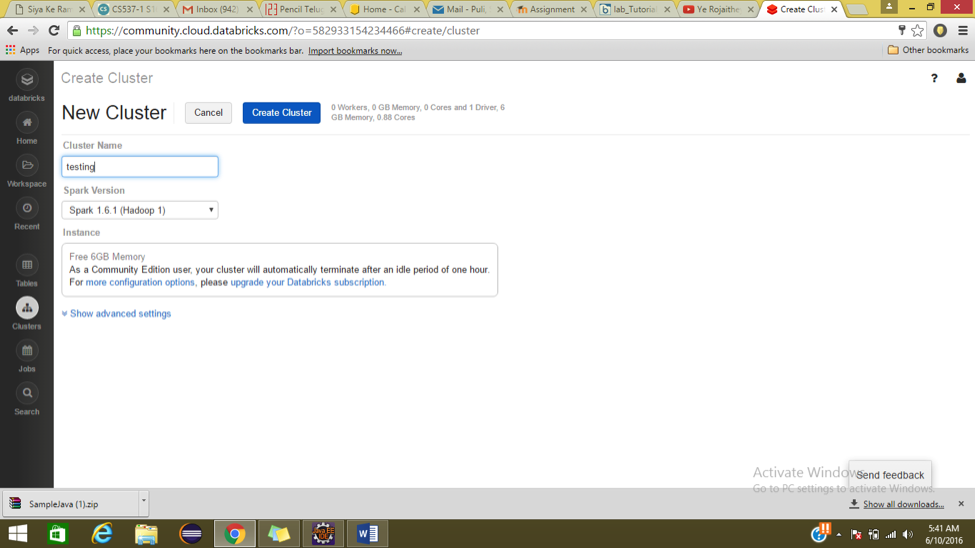 Siya Ke Ram
CS537-1 S1
Inbox (942)
Pencil Telug
Home - Cal
Mail - Puli,
Assignment
lab_Tutorial
Ye Rojaithe
Create Clus
https://community.cloud.databricks.com/?o=582933154234466#create/cluster
Apps For quick access, place your bookmarks here on the bookmarks bar. Import bookmarks now... Other bookmarks
databricks
Home
Workspace
Recent
Tables
Clusters
Jobs
Search
Create Cluster
?
New Cluster Cancel Create Cluster
0 Workers, 0 GB Memory, 0 Cores and 1 Driver, 6
GB Memory, 0.88 Cores
Cluster Name
testing
Spark Version
Spark 1.6.1 (Hadoop 1)
Instance
Free 6GB Memory
As a Community Edition user, your cluster will automatically terminate after an idle period of one hour.
For more configuration options, please upgrade your Databricks subscription.
Show advanced settings
Activate Windows
Go to PC settings to activate Windows.
Send feedback
SampleJava (1).zip
Show all downloads...
5:41 AM
6/10/2016